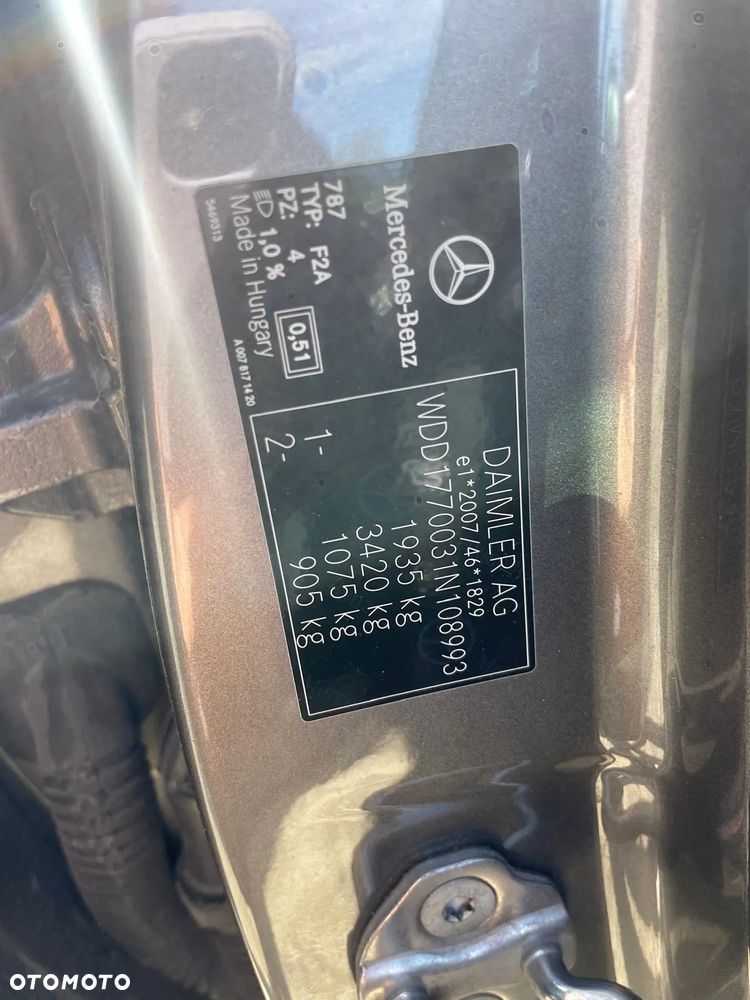 Mercedes-Benz
787
TYP: F2A
PZ: 4
1,0 %
0,51
Made in Hungary
5469313
A 007 817 14 20
DAIMLER AG
e1*2007/46*1829
WDD1770031N108993
1935 kg
3420 kg
1- 1075 kg
2- 905 kg
OTOMOTO